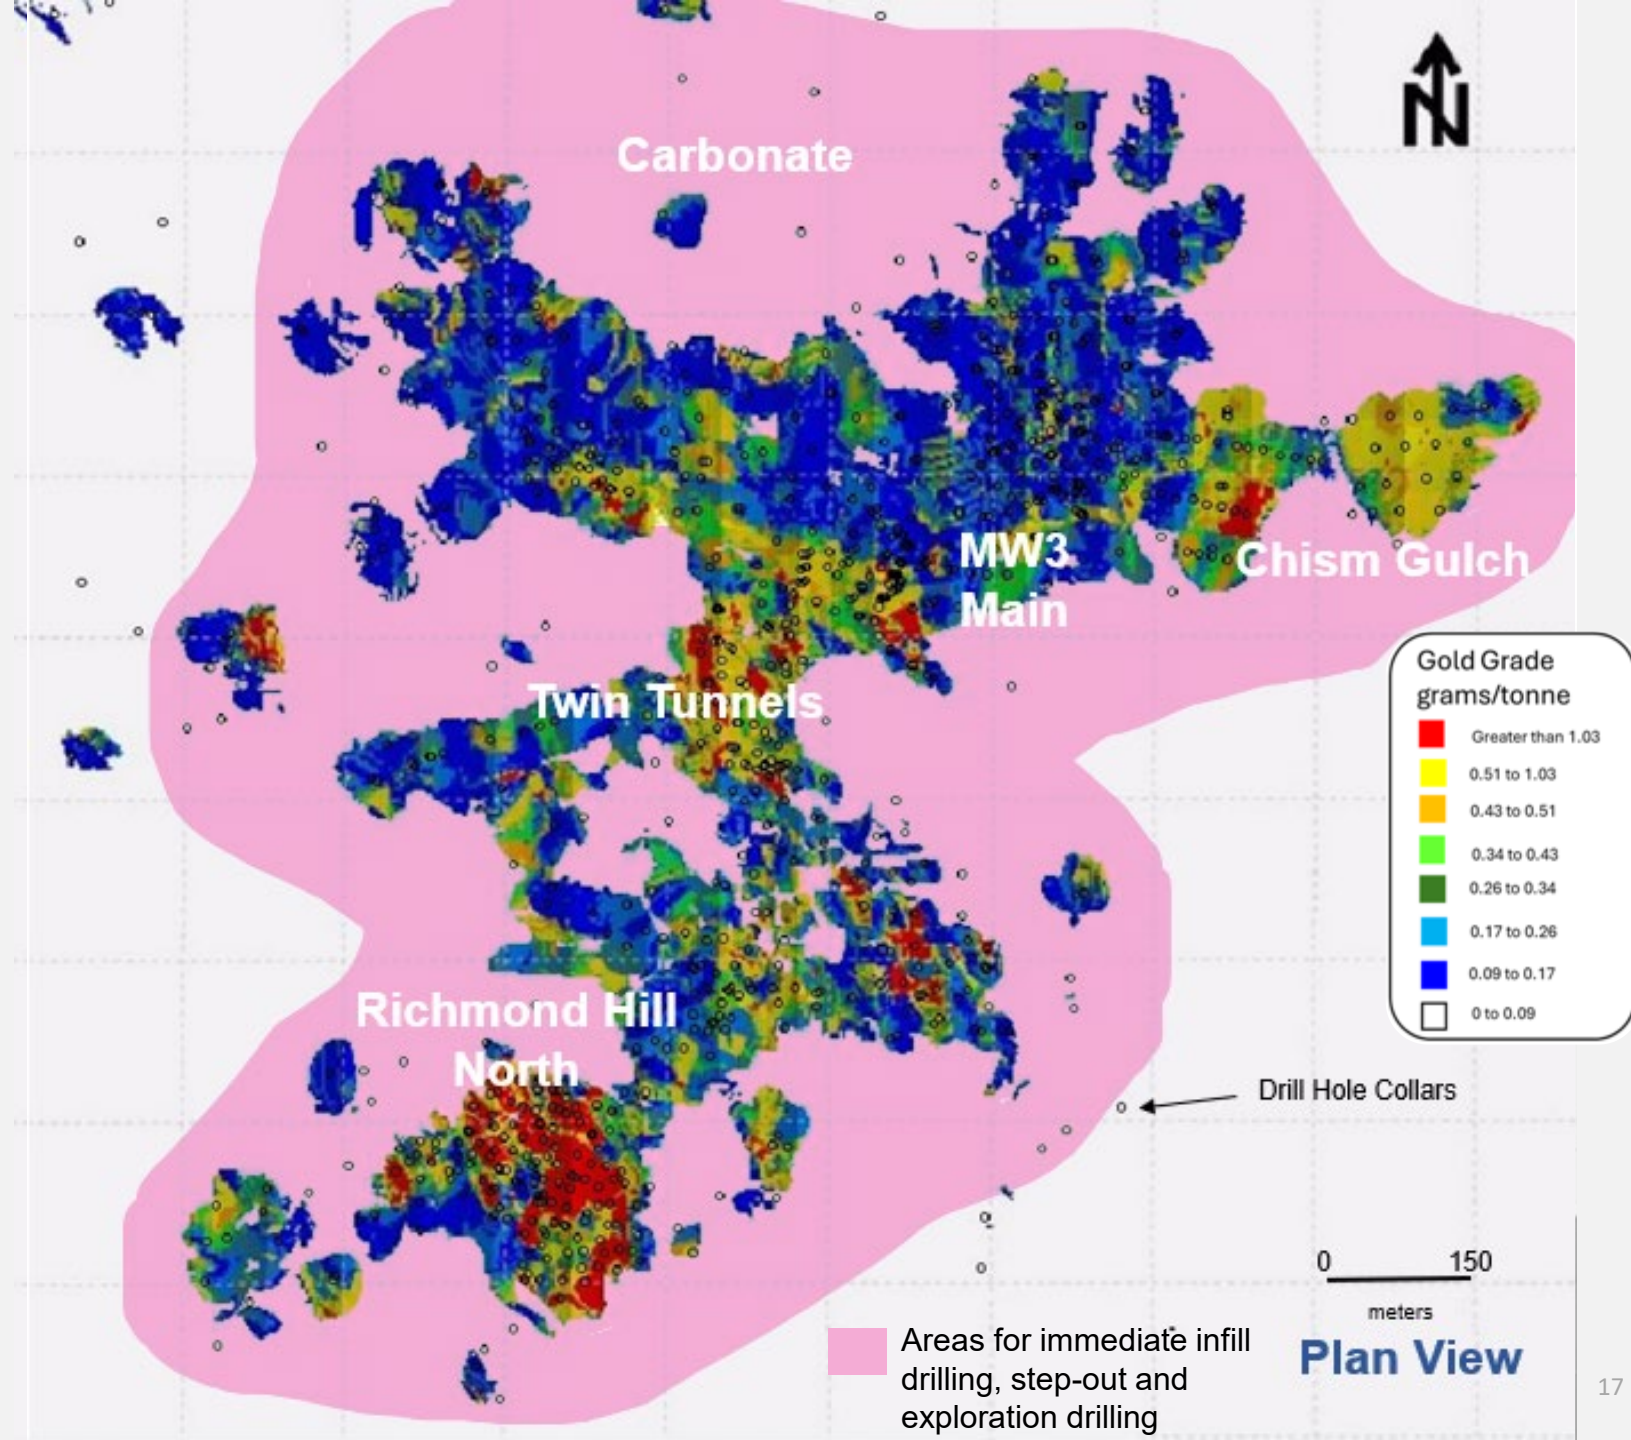 N
Carbonate
MW3
Main
Chism Gulch
Twin Tunnels
Richmond Hill
North
Gold Grade
grams/tonne
Greater than 1.03
0.51 to 1.03
0.43 to 0.51
0.34 to 0.43
0.26 to 0.34
0.17 to 0.26
0.09 to 0.17
0 to 0.09
Drill Hole Collars
0 150
meters
Plan View
Areas for immediate infill
drilling, step-out and
exploration drilling
17